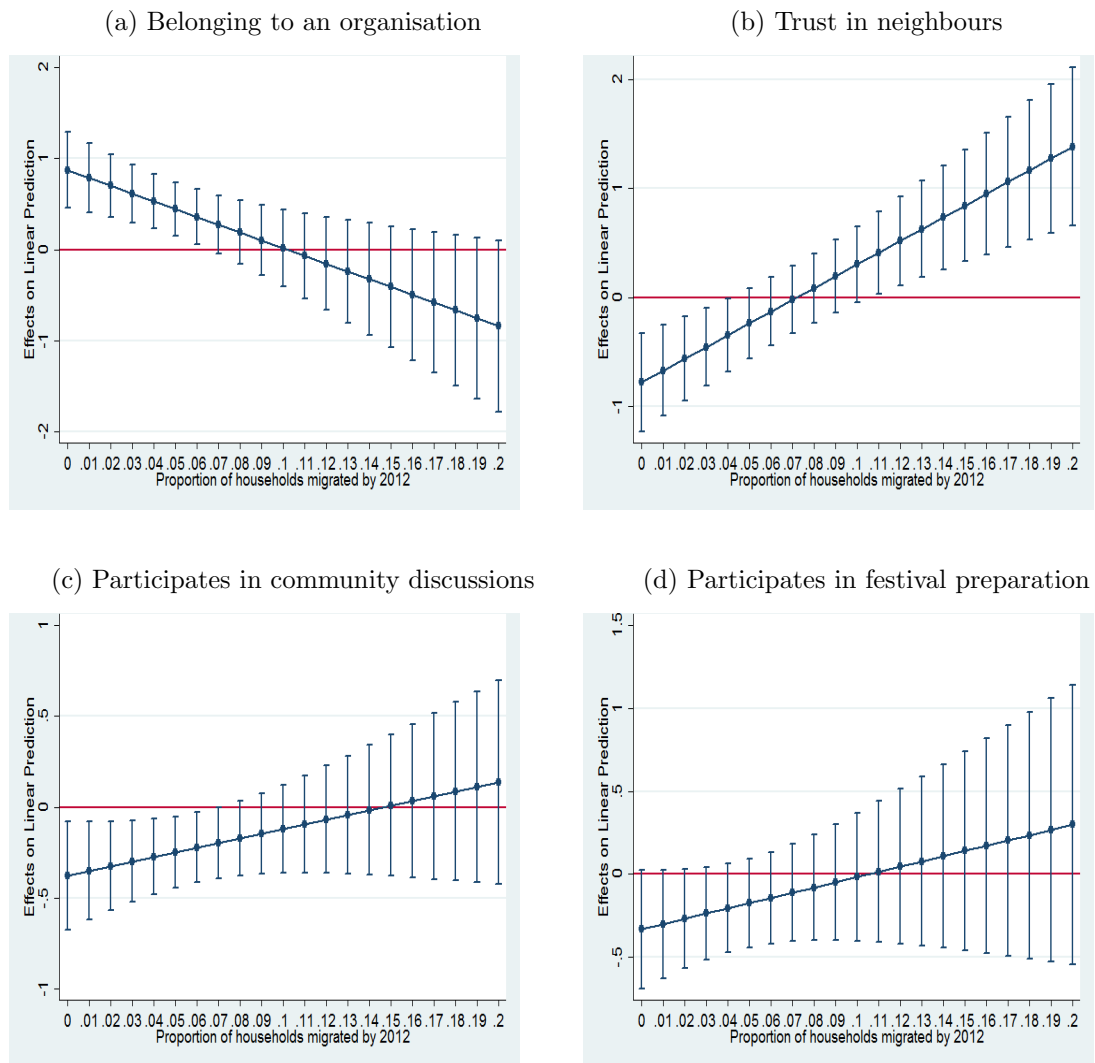 (a) Belonging to an organisation
Effects on Linear Prediction
2
1
0
-1
-2
0 .01 .02 .03 .04 .05 .06 .07 .08 .09 .1 .11 .12 .13 .14 .15 .16 .17 .18 .19 .2
Proportion of households migrated by 2012
(b) Trust in neighbours
Effects on Linear Prediction
2
1
0
-1
0 .01 .02 .03 .04 .05 .06 .07 .08 .09 .1 .11 .12 .13 .14 .15 .16 .17 .18 .19 .2
Proportion of households migrated by 2012
(c) Participates in community discussions
Effects on Linear Prediction
1
.5
0
-.5
-1
0 .01 .02 .03 .04 .05 .06 .07 .08 .09 .1 .11 .12 .13 .14 .15 .16 .17 .18 .19 .2
Proportion of households migrated by 2012
(d) Participates in festival preparation
Effects on Linear Prediction
1.5
1
.5
0
-.5
0 .01 .02 .03 .04 .05 .06 .07 .08 .09 .1 .11 .12 .13 .14 .15 .16 .17 .18 .19 .2
Proportion of households migrated by 2012